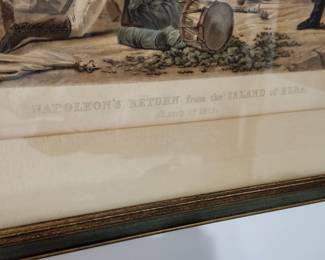 NAPOLEON'S RETURN from the ISLAND of ELBA